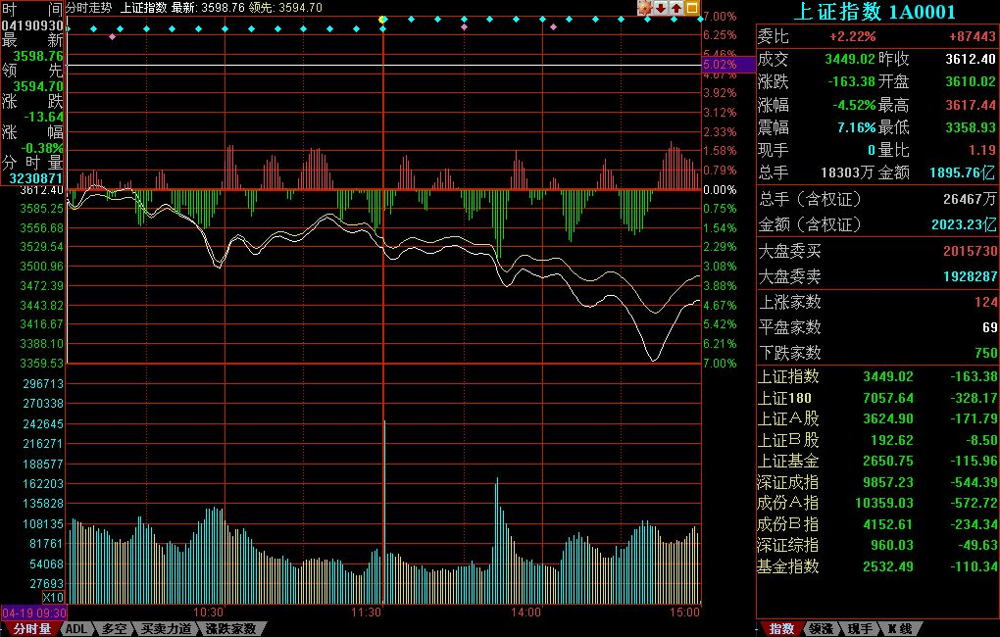 分时走势 上证指数 最新: 3598.76 领先: 3594.70
时 间
04190930
最 新
3598.76
领 先
3594.70
涨 跌
-13.64
涨 幅
-0.38%
分 时 量
3230871
3612.40
3585.25
3556.68
3529.54
3500.96
3472.39
3443.82
3416.67
3388.10
3359.53
296713
270338
242645
216271
188577
162203
135828
108135
81761
54068
27693
X10
7.00%
6.25%
5.46%
5.02%
4.67%
3.92%
3.12%
2.33%
1.58%
0.79%
0.00%
0.75%
1.54%
2.29%
3.08%
3.88%
4.67%
5.42%
6.21%
7.00%
04-19 09:30 10:30 11:30 14:00 15:00
分时量 ADL 多空 买卖力道 涨跌家数
上证指数 1A0001
委比 +2.22% +87443
成交 3449.02 昨收 3612.40
涨跌 -163.38 开盘 3610.02
涨幅 -4.52% 最高 3617.44
震幅 7.16% 最低 3358.93
现手 0 量比 1.19
总手 18303万 金额 1895.76亿
总手（含权证） 26467万
金额（含权证） 2023.23亿
大盘委买 2015730
大盘委卖 1928287
上涨家数 124
平盘家数 69
下跌家数 750
上证指数 3449.02 -163.38
上证180 7057.64 -328.17
上证Ａ股 3624.90 -171.79
上证Ｂ股 192.62 -8.50
上证基金 2650.75 -115.96
深证成指 9857.23 -544.39
成份Ａ指 10359.03 -572.72
成份Ｂ指 4152.61 -234.34
深证综指 960.03 -49.63
基金指数 2532.49 -110.34
指数 领涨 现手 K线